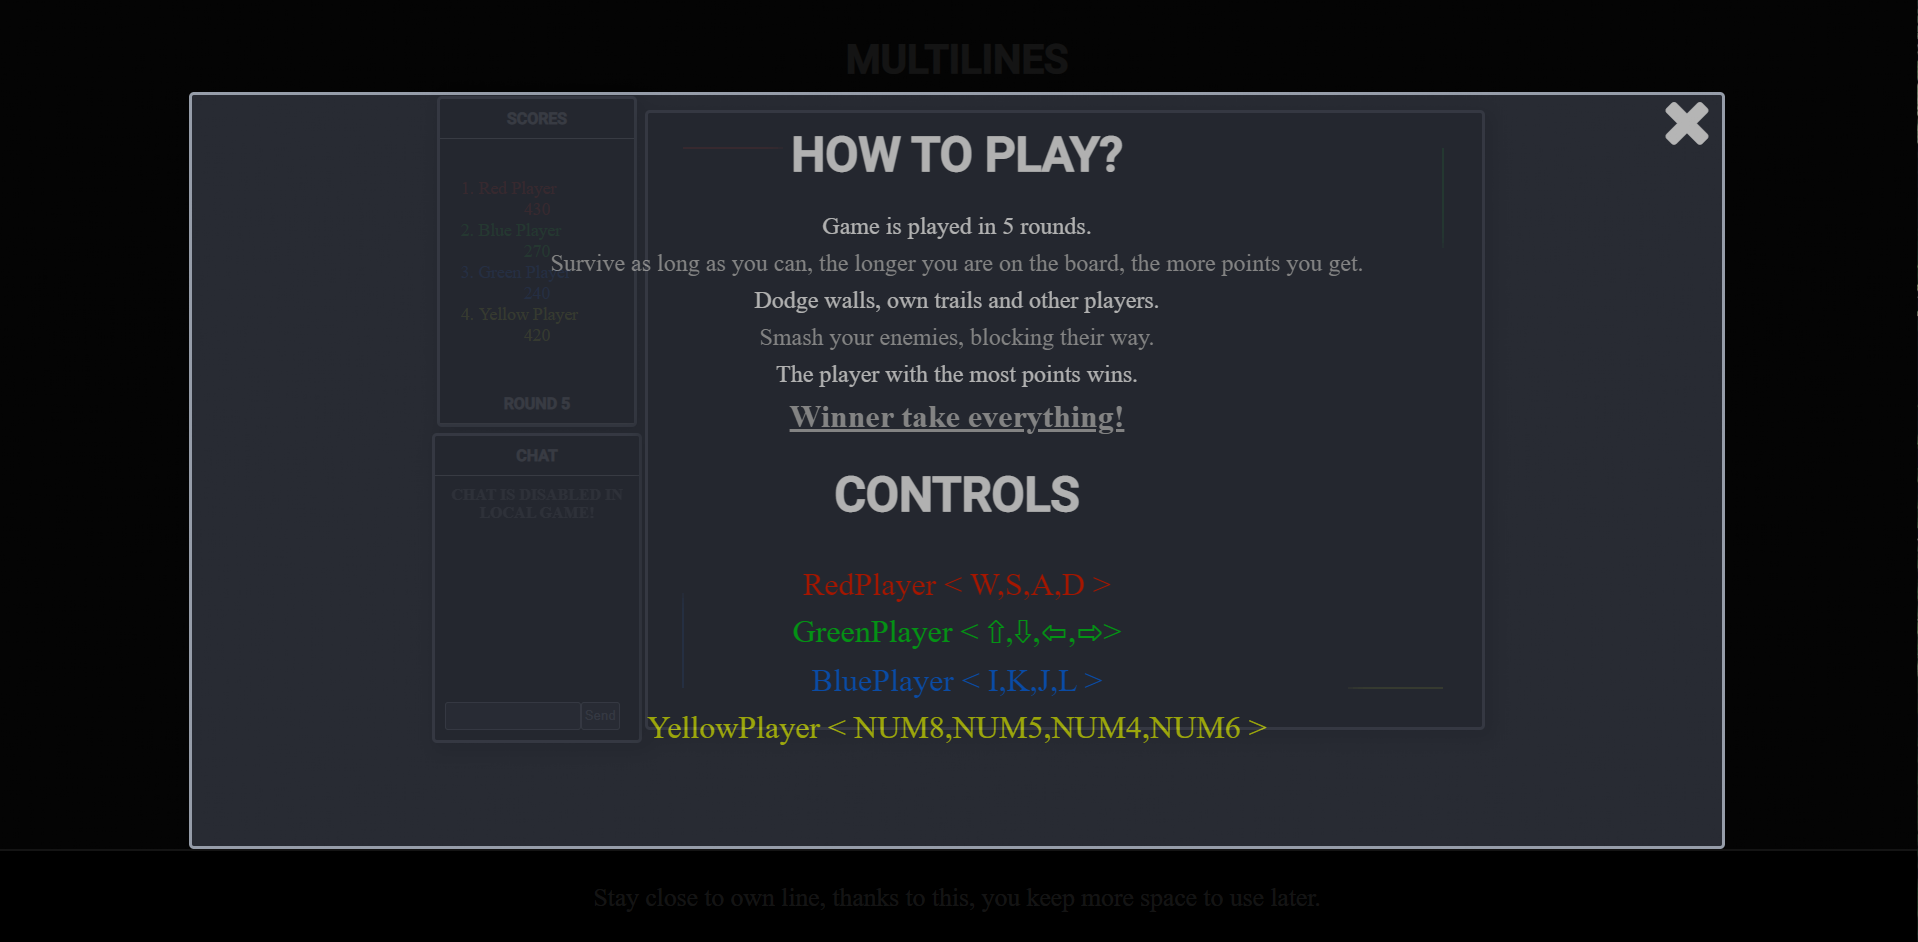 MULTILINES
SCORES
1. Red Player
430
2. Blue Player
270
3. Green Player
240
4. Yellow Player
420
ROUND 5
CHAT
CHAT IS DISABLED IN
LOCAL GAME!
Send
HOW TO PLAY?
Game is played in 5 rounds.
Survive as long as you can, the longer you are on the board, the more points you get.
Dodge walls, own trails and other players.
Smash your enemies, blocking their way.
The player with the most points wins.
Winner take everything!
CONTROLS
RedPlayer < W,S,A,D >
GreenPlayer < ⇧,⇩,⇦,⇨>
BluePlayer < I,K,J,L >
YellowPlayer < NUM8,NUM5,NUM4,NUM6 >
Stay close to own line, thanks to this, you keep more space to use later.